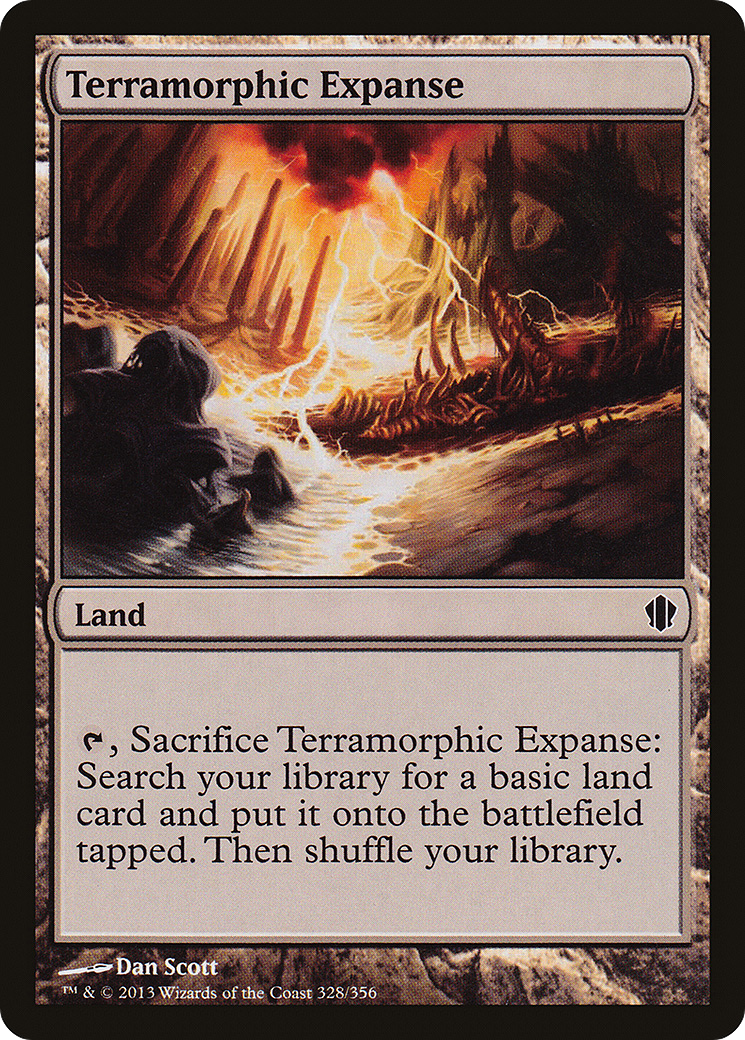 Terramorphic Expanse
Land
, Sacrifice Terramorphic Expanse:
Search your library for a basic land
card and put it onto the battlefield
tapped. Then shuffle your library.
Dan Scott
™ & © 2013 Wizards of the Coast 328/356